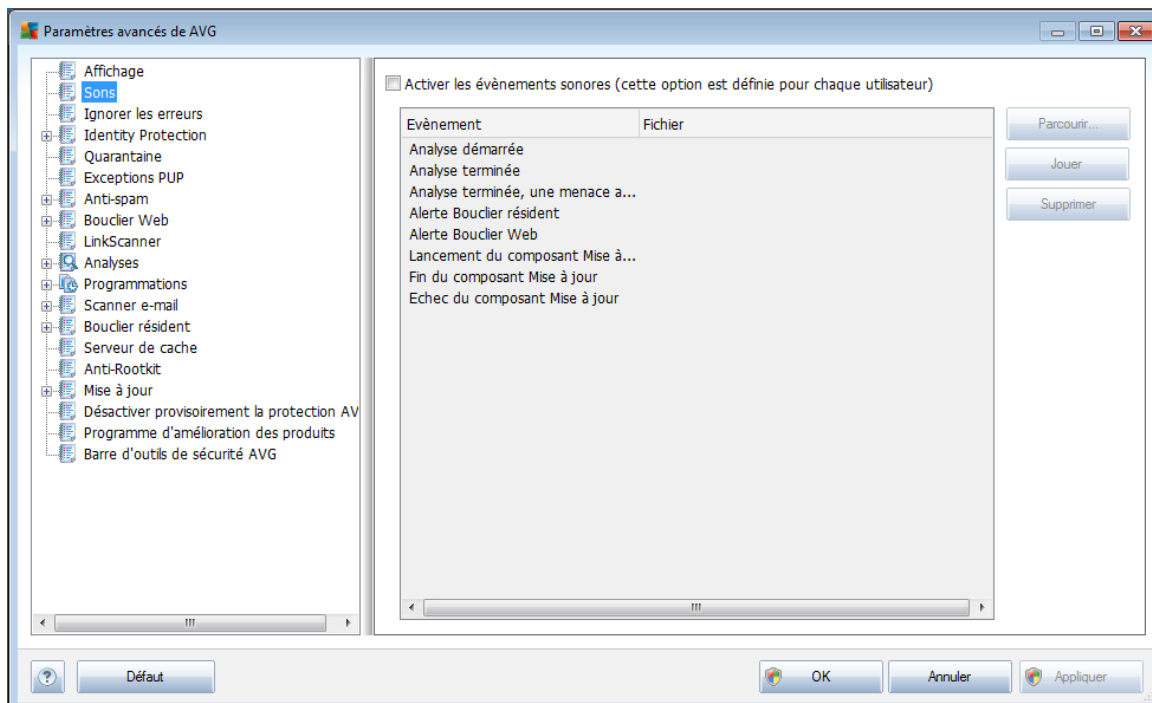 Paramètres avancés de AVG
Affichage
Sons
Ignorer les erreurs
Identity Protection
Quarantaine
Exceptions PUP
Anti-spam
Bouclier Web
LinkScanner
Analyses
Programmations
Scanner e-mail
Bouclier résident
Serveur de cache
Anti-Rootkit
Mise à jour
Désactiver provisoirement la protection AV
Programme d'amélioration des produits
Barre d'outils de sécurité AVG
Activer les évènements sonores (cette option est définie pour chaque utilisateur)
Evènement Fichier
Analyse démarrée
Analyse terminée
Analyse terminée, une menace a...
Alerte Bouclier résident
Alerte Bouclier Web
Lancement du composant Mise à...
Fin du composant Mise à jour
Echec du composant Mise à jour
Parcourir...
Jouer
Supprimer
? Défaut OK Annuler Appliquer